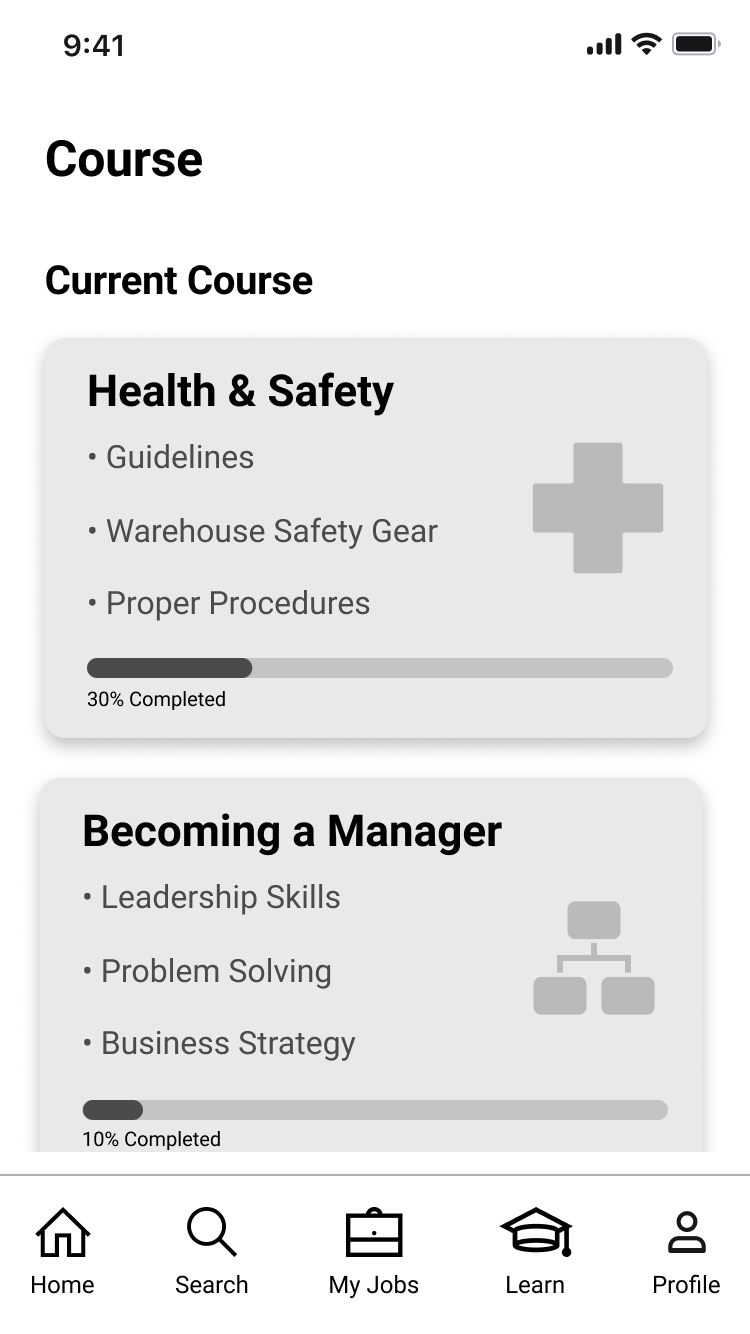 9:41
Course
Current Course
Health & Safety
• Guidelines
• Warehouse Safety Gear
• Proper Procedures
30% Completed
Becoming a Manager
• Leadership Skills
• Problem Solving
• Business Strategy
10% Completed
Home Search My Jobs Learn Profile